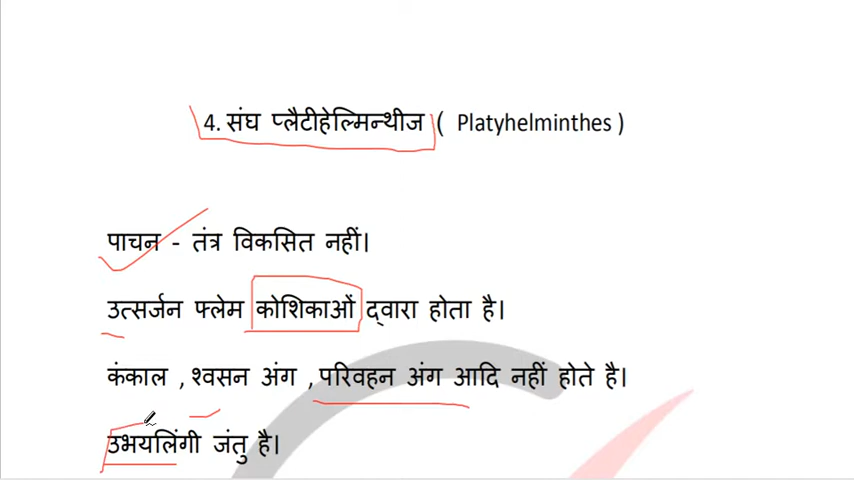 4. संघ प्लैटीहेल्मिन्थीज ( Platyhelminthes )
पाचन - तंत्र विकसित नहीं।
उत्सर्जन फ्लेम कोशिकाओं द्वारा होता है।
कंकाल , श्वसन अंग , परिवहन अंग आदि नहीं होते है।
उभयलिंगी जंतु है।